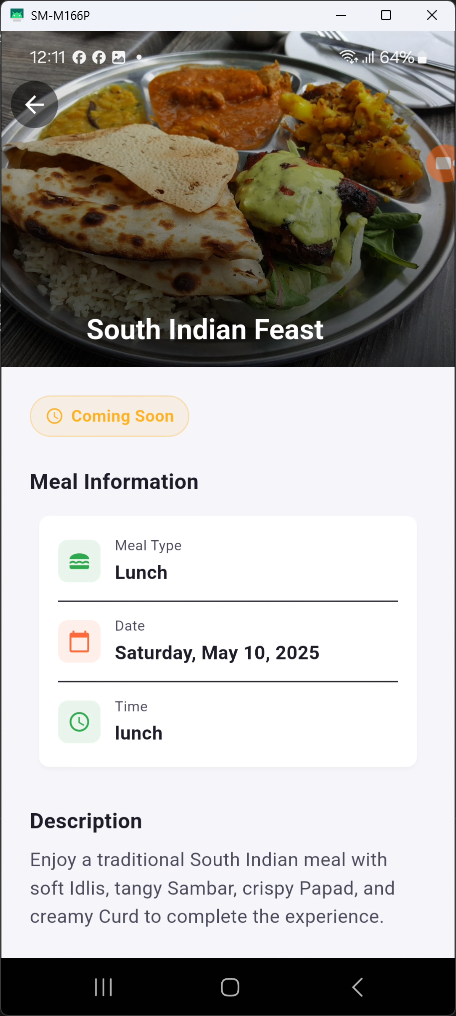 SM-M166P
12:11
64%
South Indian Feast
Coming Soon
Meal Information
Meal Type
Lunch
Date
Saturday, May 10, 2025
Time
lunch
Description
Enjoy a traditional South Indian meal with
soft Idlis, tangy Sambar, crispy Papad, and
creamy Curd to complete the experience.